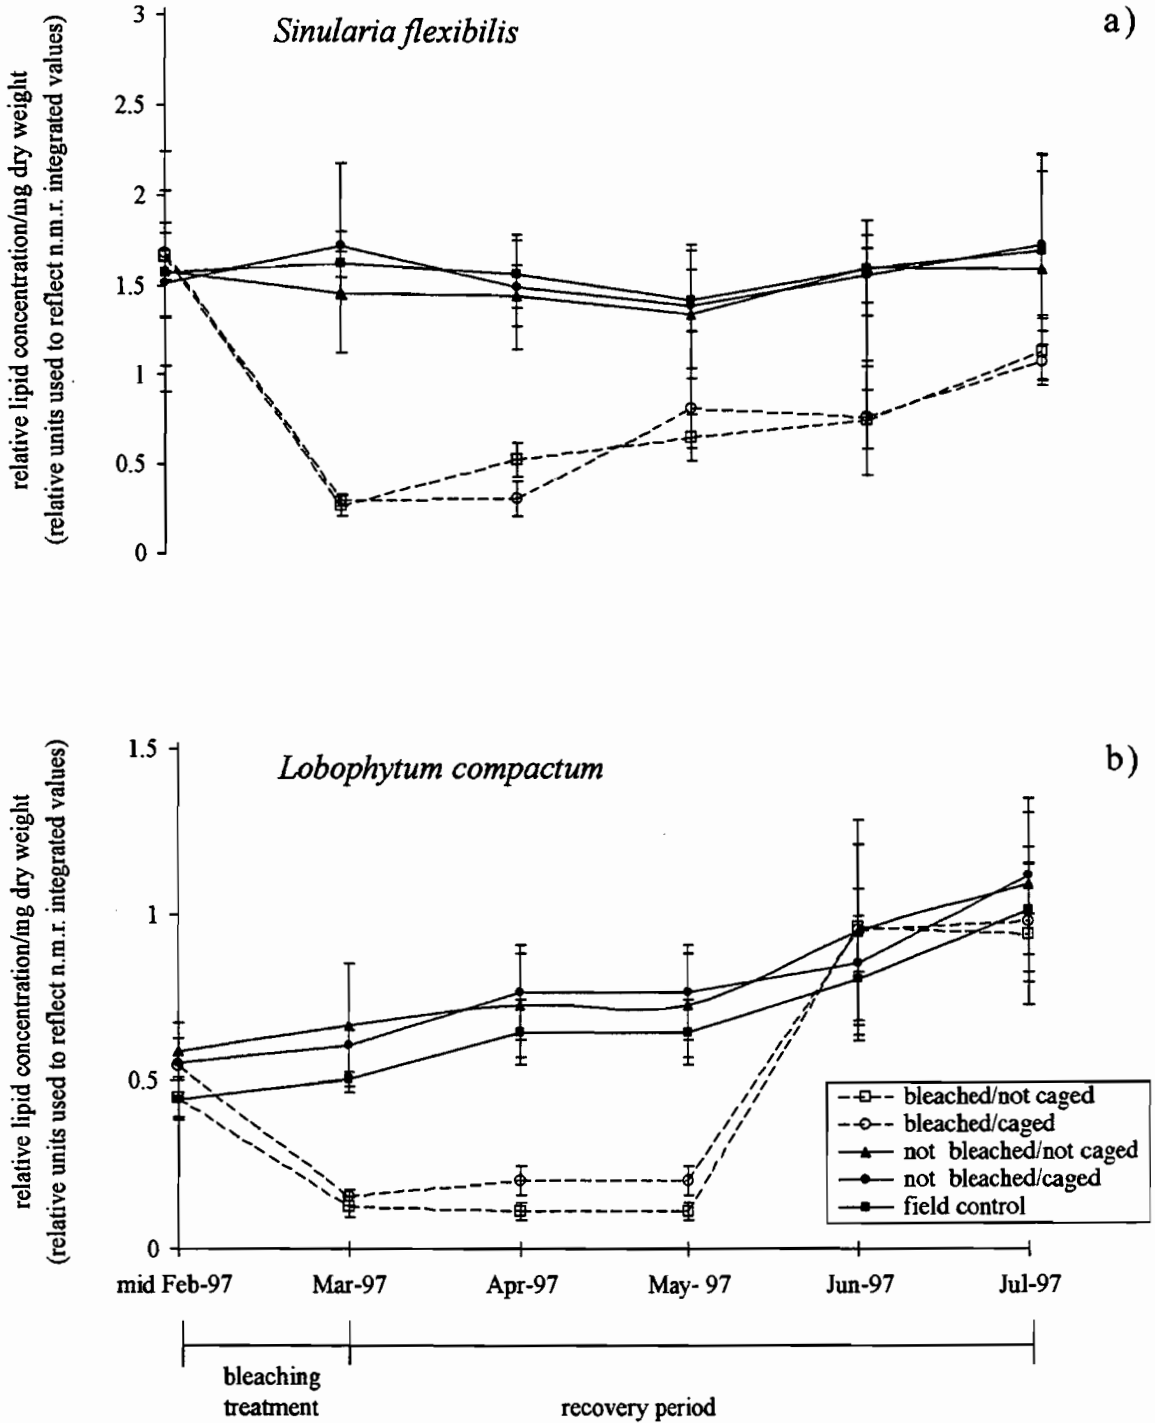 Sinularia flexibilis
a)
relative lipid concentration/mg dry weight
(relative units used to reflect n.m.r. integrated values)
3
2.5
2
1.5
1
0.5
0
Lobophytum compactum
b)
relative lipid concentration/mg dry weight
(relative units used to reflect n.m.r. integrated values)
1.5
1
0.5
0
bleached/not caged
bleached/caged
not bleached/not caged
not bleached/caged
field control
mid Feb-97 Mar-97 Apr-97 May- 97 Jun-97 Jul-97
bleaching
treatment
recovery period